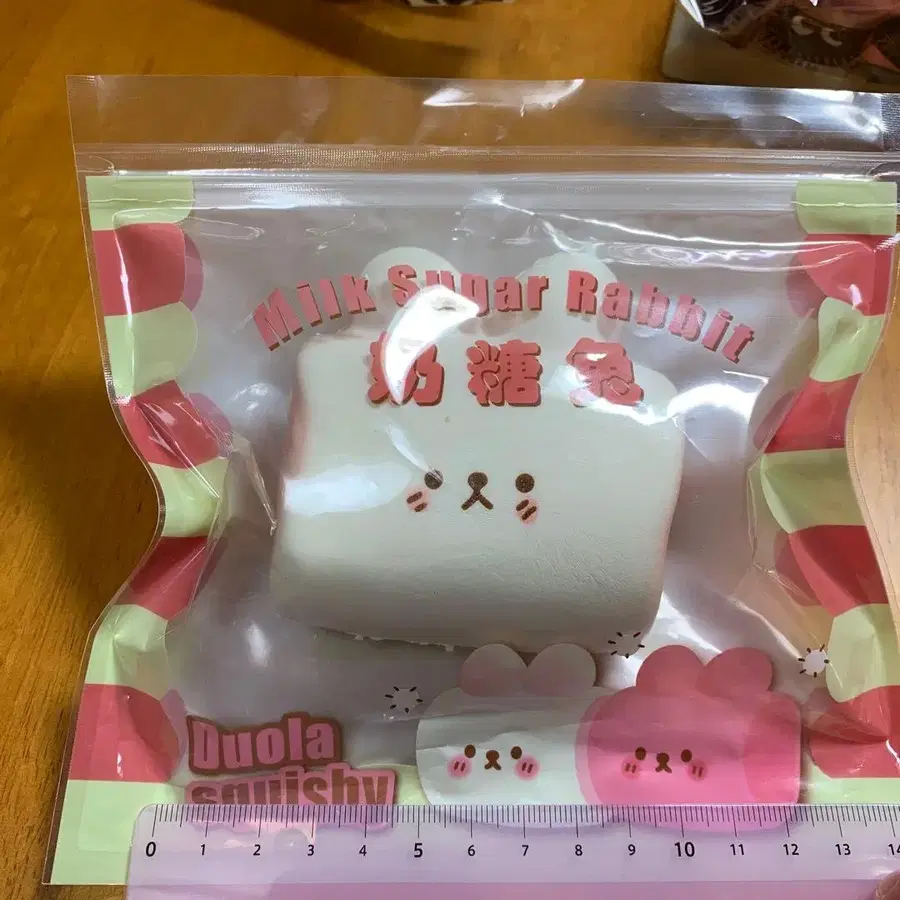 Milk Sugar Rabbit
奶糖兔
Duola
squishy
0 1 2 3 4 5 6 7 8 9 10 11 12 13 14